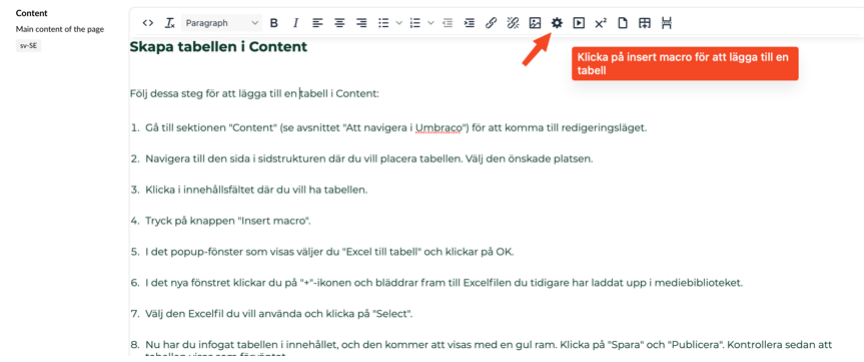 Content
Main content of the page
sv-SE
Paragraph
B I
x²
Skapa tabellen i Content
Klicka på insert macro för att lägga till en
tabell
Följ dessa steg för att lägga till en tabell i Content:
1. Gå till sektionen "Content" (se avsnittet "Att navigera i Umbraco") för att komma till redigeringsläget.
2. Navigera till den sida i sidstrukturen där du vill placera tabellen. Välj den önskade platsen.
3. Klicka i innehållsfältet där du vill ha tabellen.
4. Tryck på knappen "Insert macro".
5. I det popup-fönster som visas väljer du "Excel till tabell" och klickar på OK.
6. I det nya fönstret klickar du på "+"-ikonen och bläddrar fram till Excelfilen du tidigare har laddat upp i mediebiblioteket.
7. Välj den Excelfil du vill använda och klicka på "Select".
8. Nu har du infogat tabellen i innehållet, och den kommer att visas med en gul ram. Klicka på "Spara" och "Publicera". Kontrollera sedan att